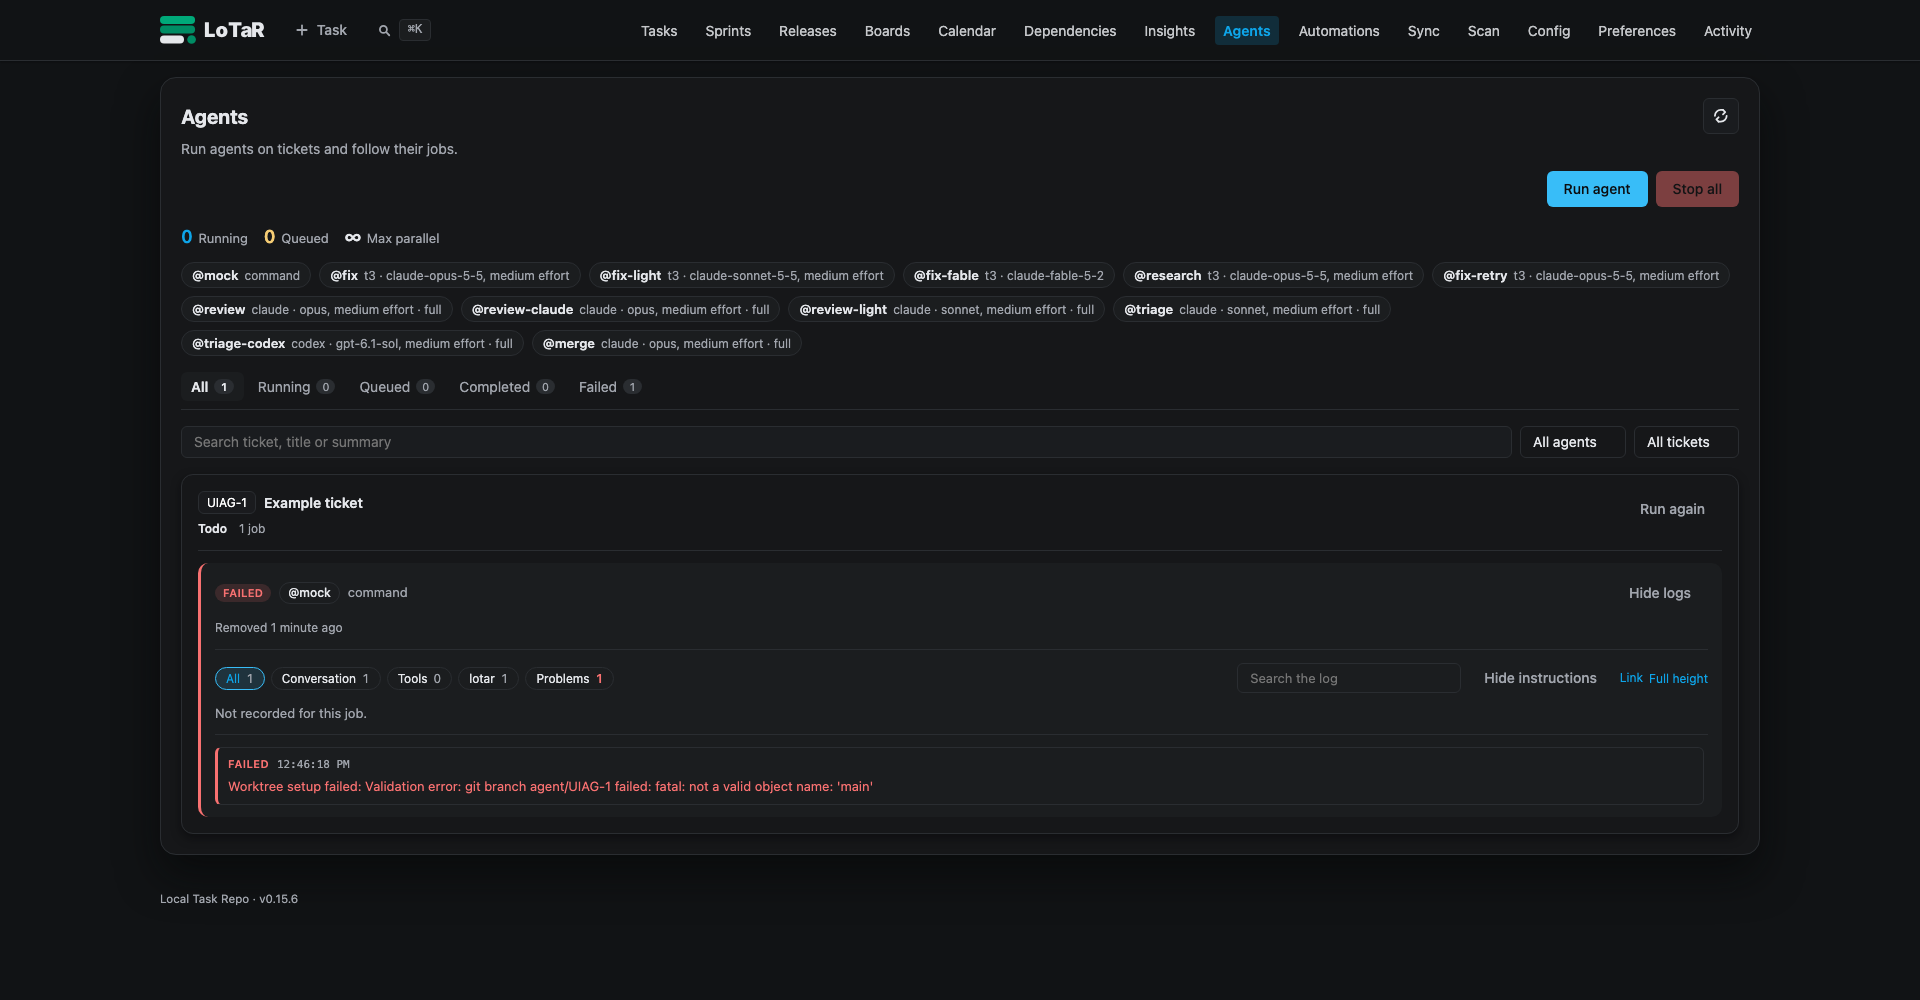 LoTaR
+ Task
⌘K
Tasks Sprints Releases Boards Calendar Dependencies Insights Agents Automations Sync Scan Config Preferences Activity
Agents
Run agents on tickets and follow their jobs.
Run agent Stop all
0 Running 0 Queued ∞ Max parallel
@mock command @fix t3 · claude-opus-5-5, medium effort @fix-light t3 · claude-sonnet-5-5, medium effort @fix-fable t3 · claude-fable-5-2 @research t3 · claude-opus-5-5, medium effort @fix-retry t3 · claude-opus-5-5, medium effort
@review claude · opus, medium effort · full @review-claude claude · opus, medium effort · full @review-light claude · sonnet, medium effort · full @triage claude · sonnet, medium effort · full
@triage-codex codex · gpt-6.1-sol, medium effort · full @merge claude · opus, medium effort · full
All 1 Running 0 Queued 0 Completed 0 Failed 1
Search ticket, title or summary All agents All tickets
UIAG-1 Example ticket
Run again
Todo 1 job
FAILED @mock command Hide logs
Removed 1 minute ago
All 1 Conversation 1 Tools 0 lotar 1 Problems 1 Search the log Hide instructions Link Full height
Not recorded for this job.
FAILED 12:46:18 PM
Worktree setup failed: Validation error: git branch agent/UIAG-1 failed: fatal: not a valid object name: 'main'
Local Task Repo · v0.15.6